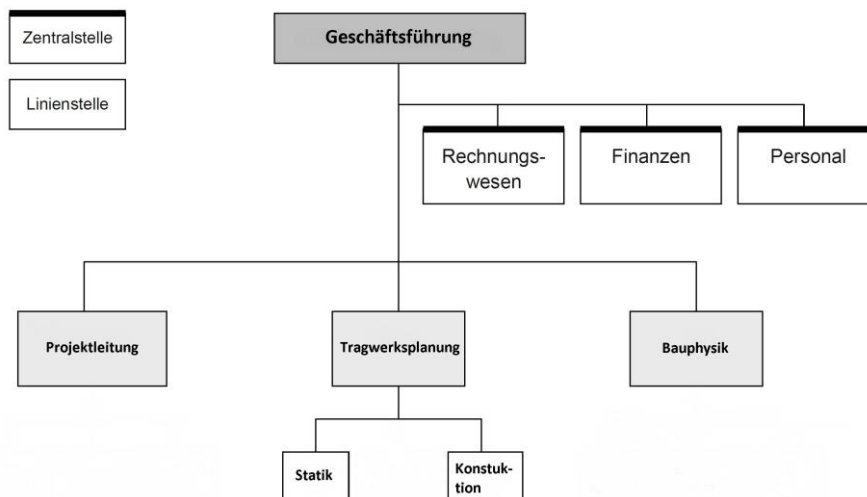 Zentralstelle
Geschäftsführung
Linienstelle
Rechnungs-
wesen
Finanzen
Personal
Projektleitung
Tragwerksplanung
Bauphysik
Statik
Konstuk-
tion